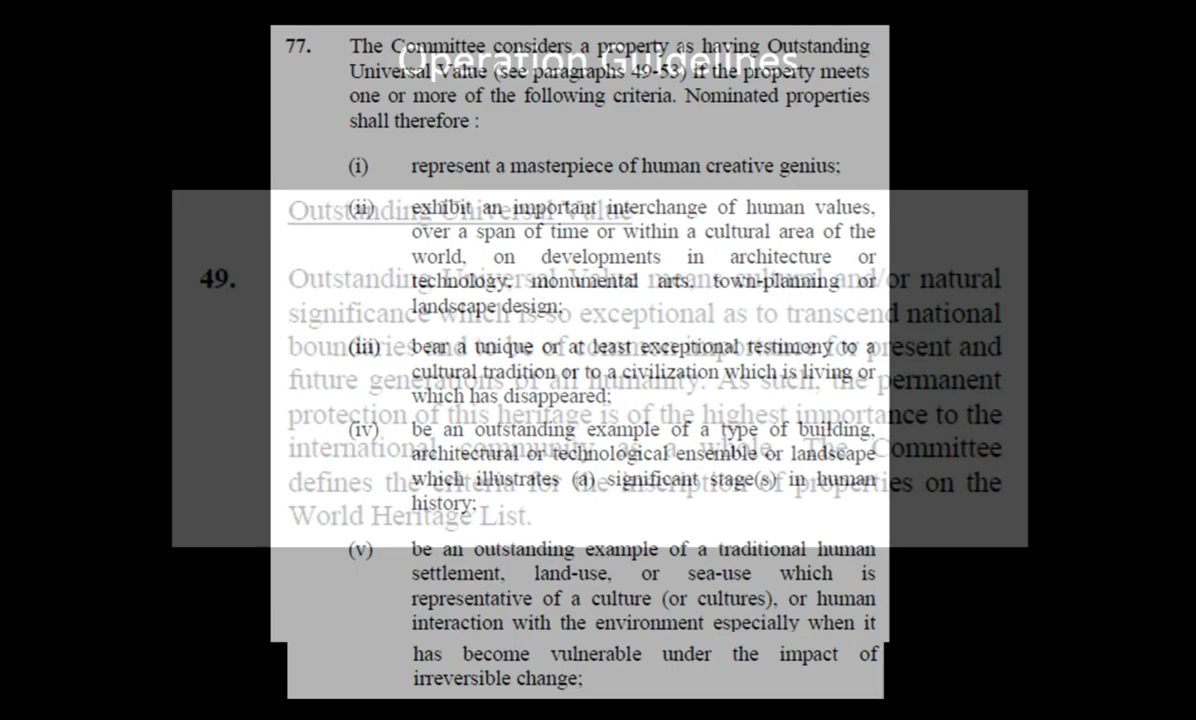 Operation Guidelines
77. The Committee considers a property as having Outstanding
Universal Value (see paragraphs 49-53) if the property meets
one or more of the following criteria. Nominated properties
shall therefore :
(i) represent a masterpiece of human creative genius;
(ii) exhibit an important interchange of human values,
over a span of time or within a cultural area of the
world, on developments in architecture or
technology, monumental arts, town-planning or
landscape design;
(iii) bear a unique or at least exceptional testimony to a
cultural tradition or to a civilization which is living or
which has disappeared;
(iv) be an outstanding example of a type of building,
architectural or technological ensemble or landscape
which illustrates (a) significant stage(s) in human
history;
(v) be an outstanding example of a traditional human
settlement, land-use, or sea-use which is
representative of a culture (or cultures), or human
interaction with the environment especially when it
has become vulnerable under the impact of
irreversible change;
Outstanding Universal Value
49. Outstanding Universal Value means cultural and/or natural
significance which is so exceptional as to transcend national
boundaries and to be of common importance for present and
future generations of all humanity. As such, the permanent
protection of this heritage is of the highest importance to the
international community as a whole. The Committee
defines the criteria for the inscription of properties on the
World Heritage List.